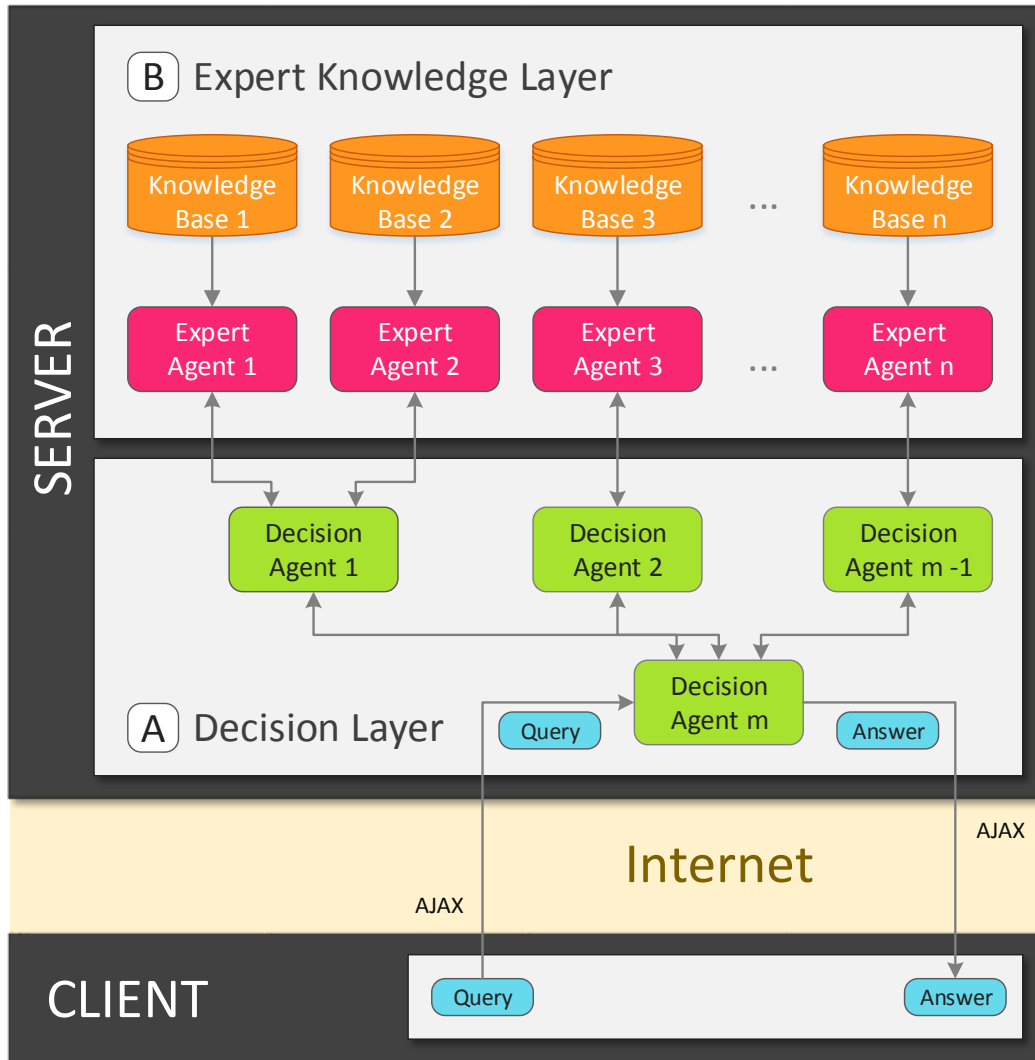 B Expert Knowledge Layer
Knowledge
Base 1
Knowledge
Base 2
Knowledge
Base 3
...
Knowledge
Base n
Expert
Agent 1
Expert
Agent 2
Expert
Agent 3
...
Expert
Agent n
SERVER
Decision
Agent 1
Decision
Agent 2
Decision
Agent m -1
Decision
Agent m
A Decision Layer
Query
Answer
AJAX
Internet
AJAX
CLIENT
Query
Answer